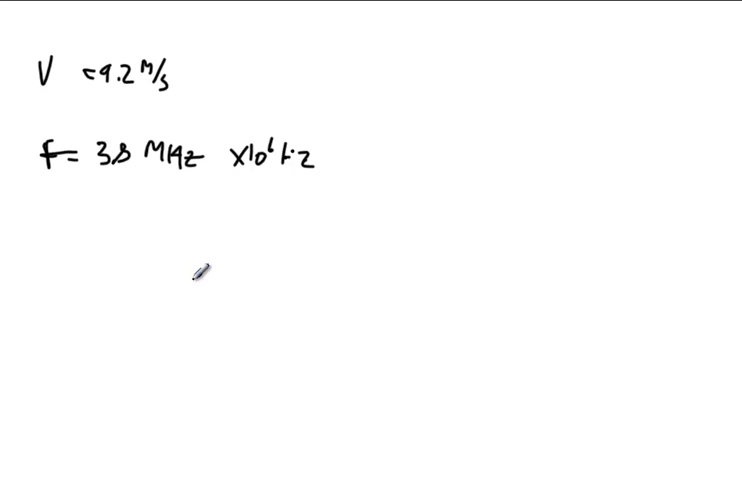 V = 9.2 m/s
f = 3.8 MHz x10⁶ Hz